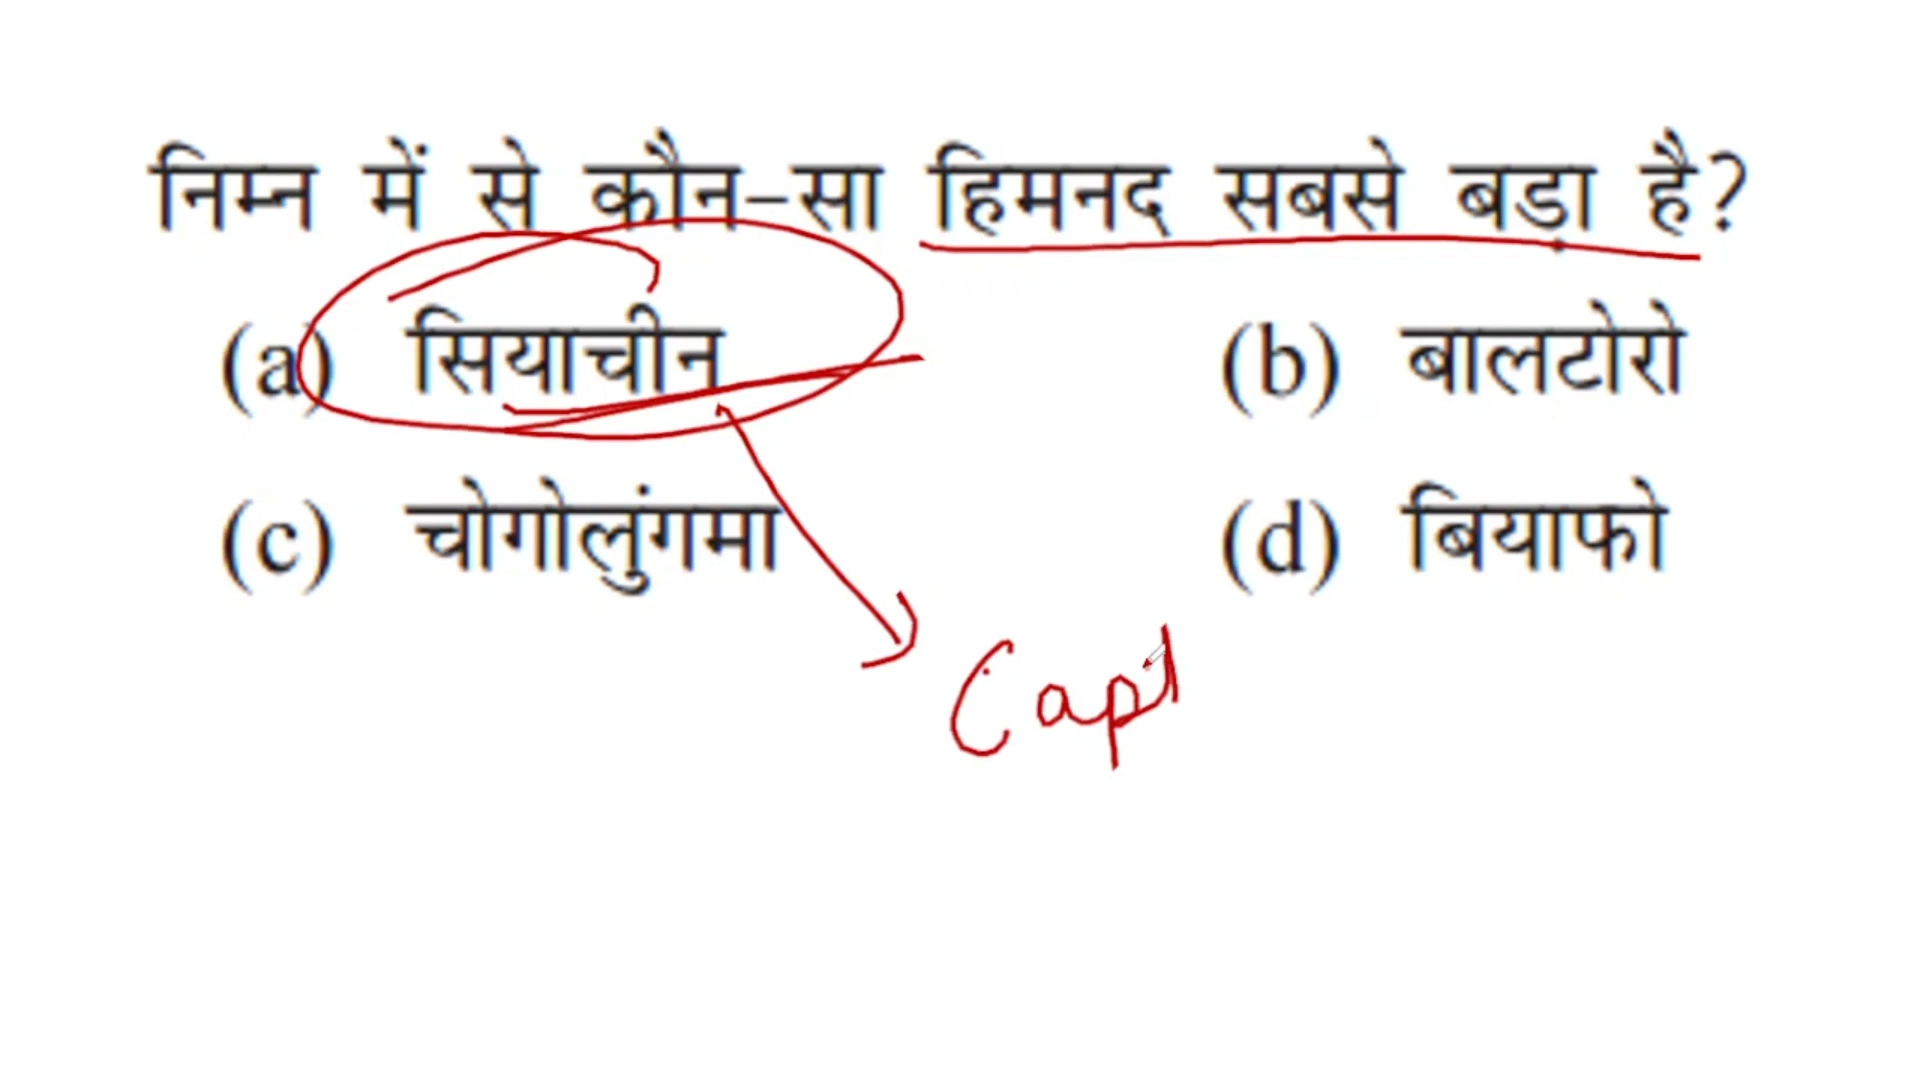 निम्न में से कौन-सा हिमनद सबसे बड़ा है?
(a) सियाचीन (b) बालटोरो
(c) चोगोलुंगमा (d) बियाफो
Capt